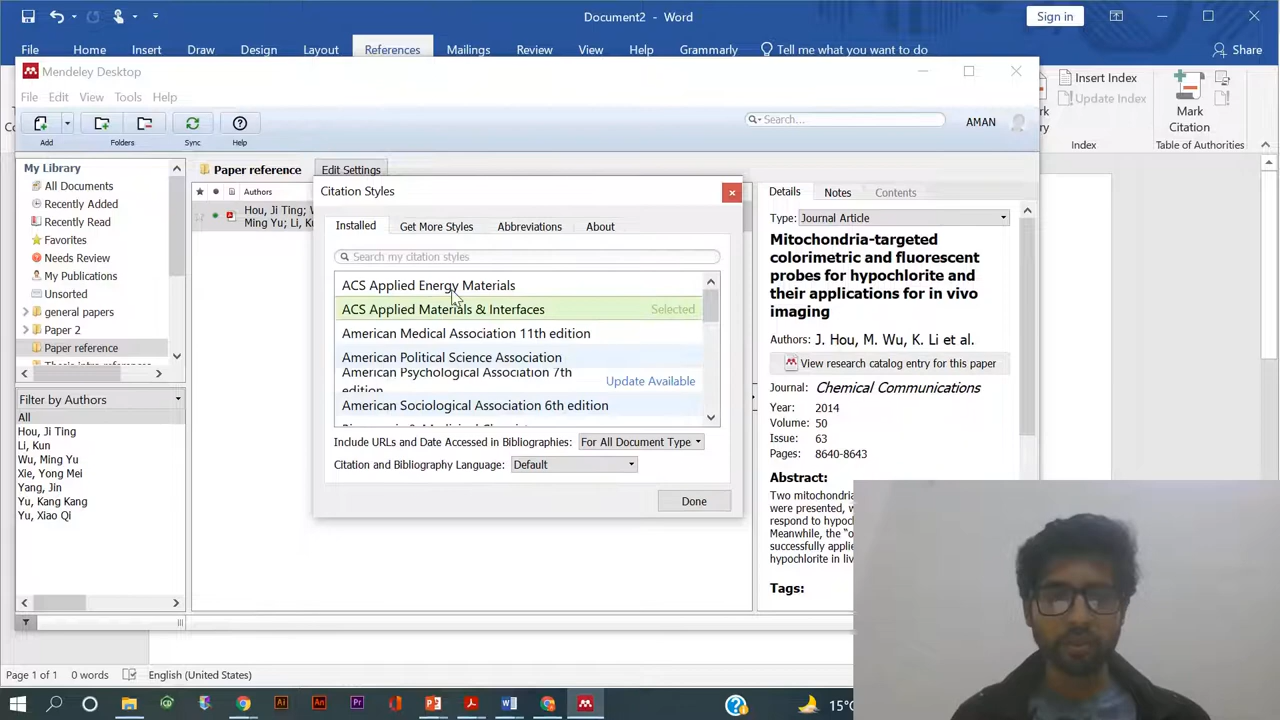 Document2 - Word
Sign in
File Home Insert Draw Design Layout References Mailings Review View Help Grammarly Tell me what you want to do Share
Mendeley Desktop
File Edit View Tools Help
Insert Index
Update Index
Mark
Citation
Index
Table of Authorities
Add Folders Sync Help
Search...
AMAN
My Library
All Documents
Recently Added
Recently Read
Favorites
Needs Review
My Publications
Unsorted
general papers
Paper 2
Paper reference
Filter by Authors
All
Hou, Ji Ting
Li, Kun
Wu, Ming Yu
Xie, Yong Mei
Yang, Jin
Yu, Kang Kang
Yu, Xiao Qi
Paper reference
Edit Settings
Authors
Hou, Ji Ting;
Ming Yu; Li,
Citation Styles
Installed Get More Styles Abbreviations About
Search my citation styles
ACS Applied Energy Materials
ACS Applied Materials & Interfaces Selected
American Medical Association 11th edition
American Political Science Association
American Psychological Association 7th
edition
Update Available
American Sociological Association 6th edition
Include URLs and Date Accessed in Bibliographies: For All Document Type
Citation and Bibliography Language: Default
Done
Details Notes Contents
Type: Journal Article
Mitochondria-targeted
colorimetric and fluorescent
probes for hypochlorite and
their applications for in vivo
imaging
Authors: J. Hou, M. Wu, K. Li et al.
View research catalog entry for this paper
Journal: Chemical Communications
Year: 2014
Volume: 50
Issue: 63
Pages: 8640-8643
Abstract:
Two mitochondria
were presented,
respond to hypochl
Meanwhile, the "o
successfully applie
hypochlorite in liv
Tags:
Page 1 of 1 0 words English (United States)
Ai An Pr
15°C